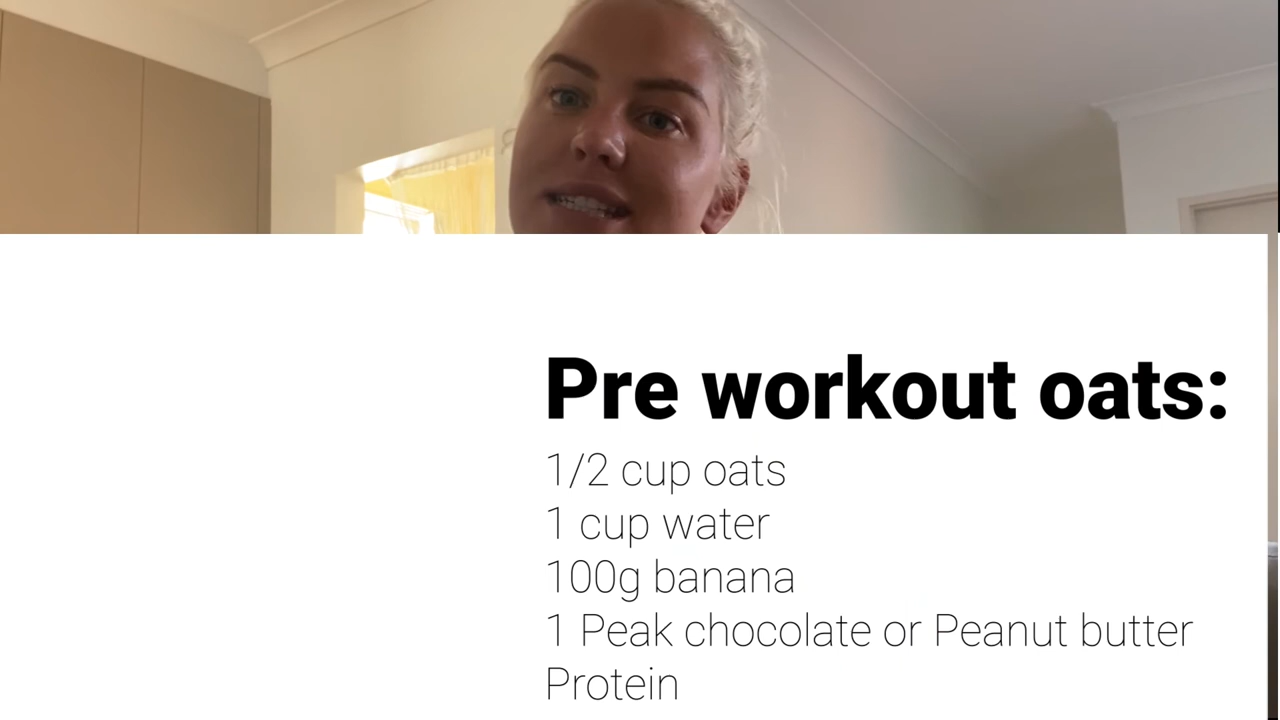 Pre workout oats:
1/2 cup oats
1 cup water
100g banana
1 Peak chocolate or Peanut butter
Protein